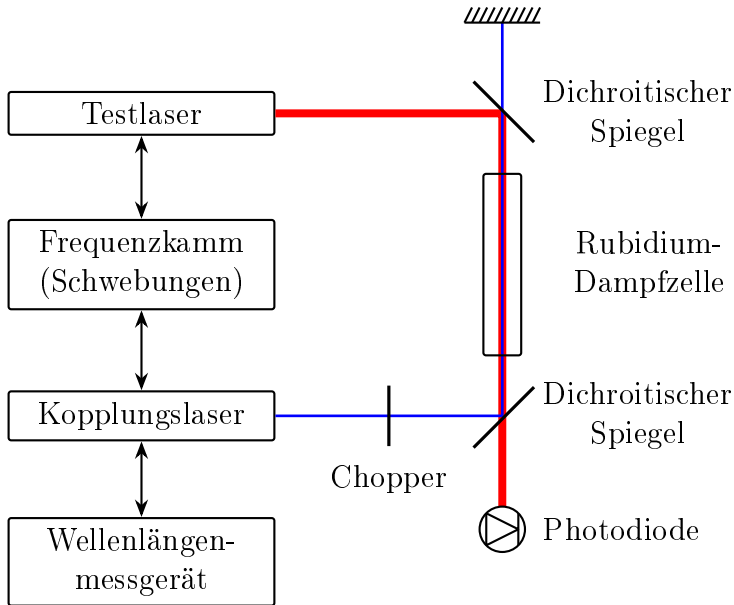 Testlaser
Dichroitischer
Spiegel
Frequenzkamm
(Schwebungen)
Rubidium-
Dampfzelle
Kopplungslaser
Dichroitischer
Spiegel
Chopper
Wellenlängen-
messgerät
Photodiode